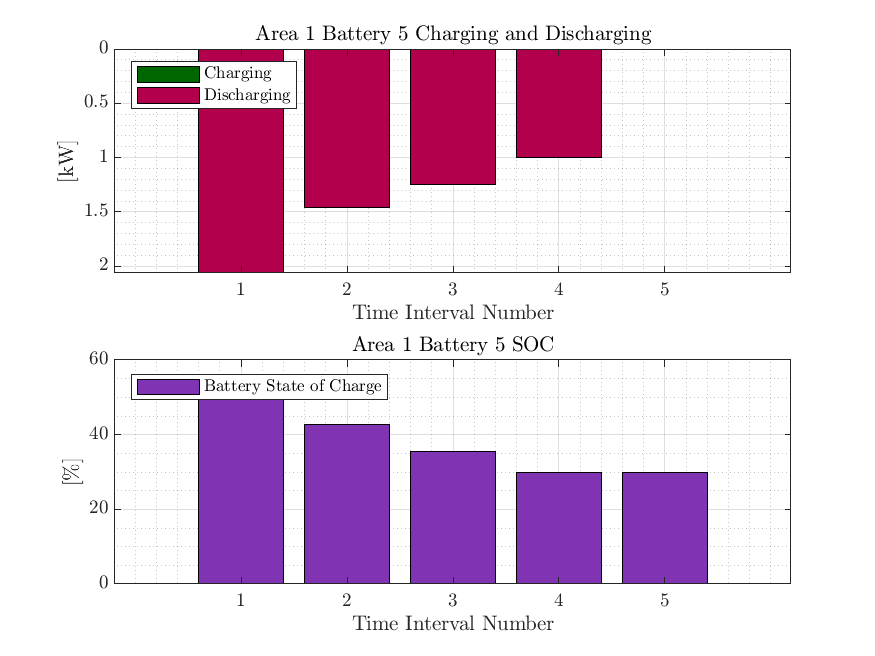 Area 1 Battery 5 Charging and Discharging
0
0.5
1
1.5
2
[kW]
Charging
Discharging
1 2 3 4 5
Time Interval Number
Area 1 Battery 5 SOC
60
40
20
0
[%]
Battery State of Charge
1 2 3 4 5
Time Interval Number